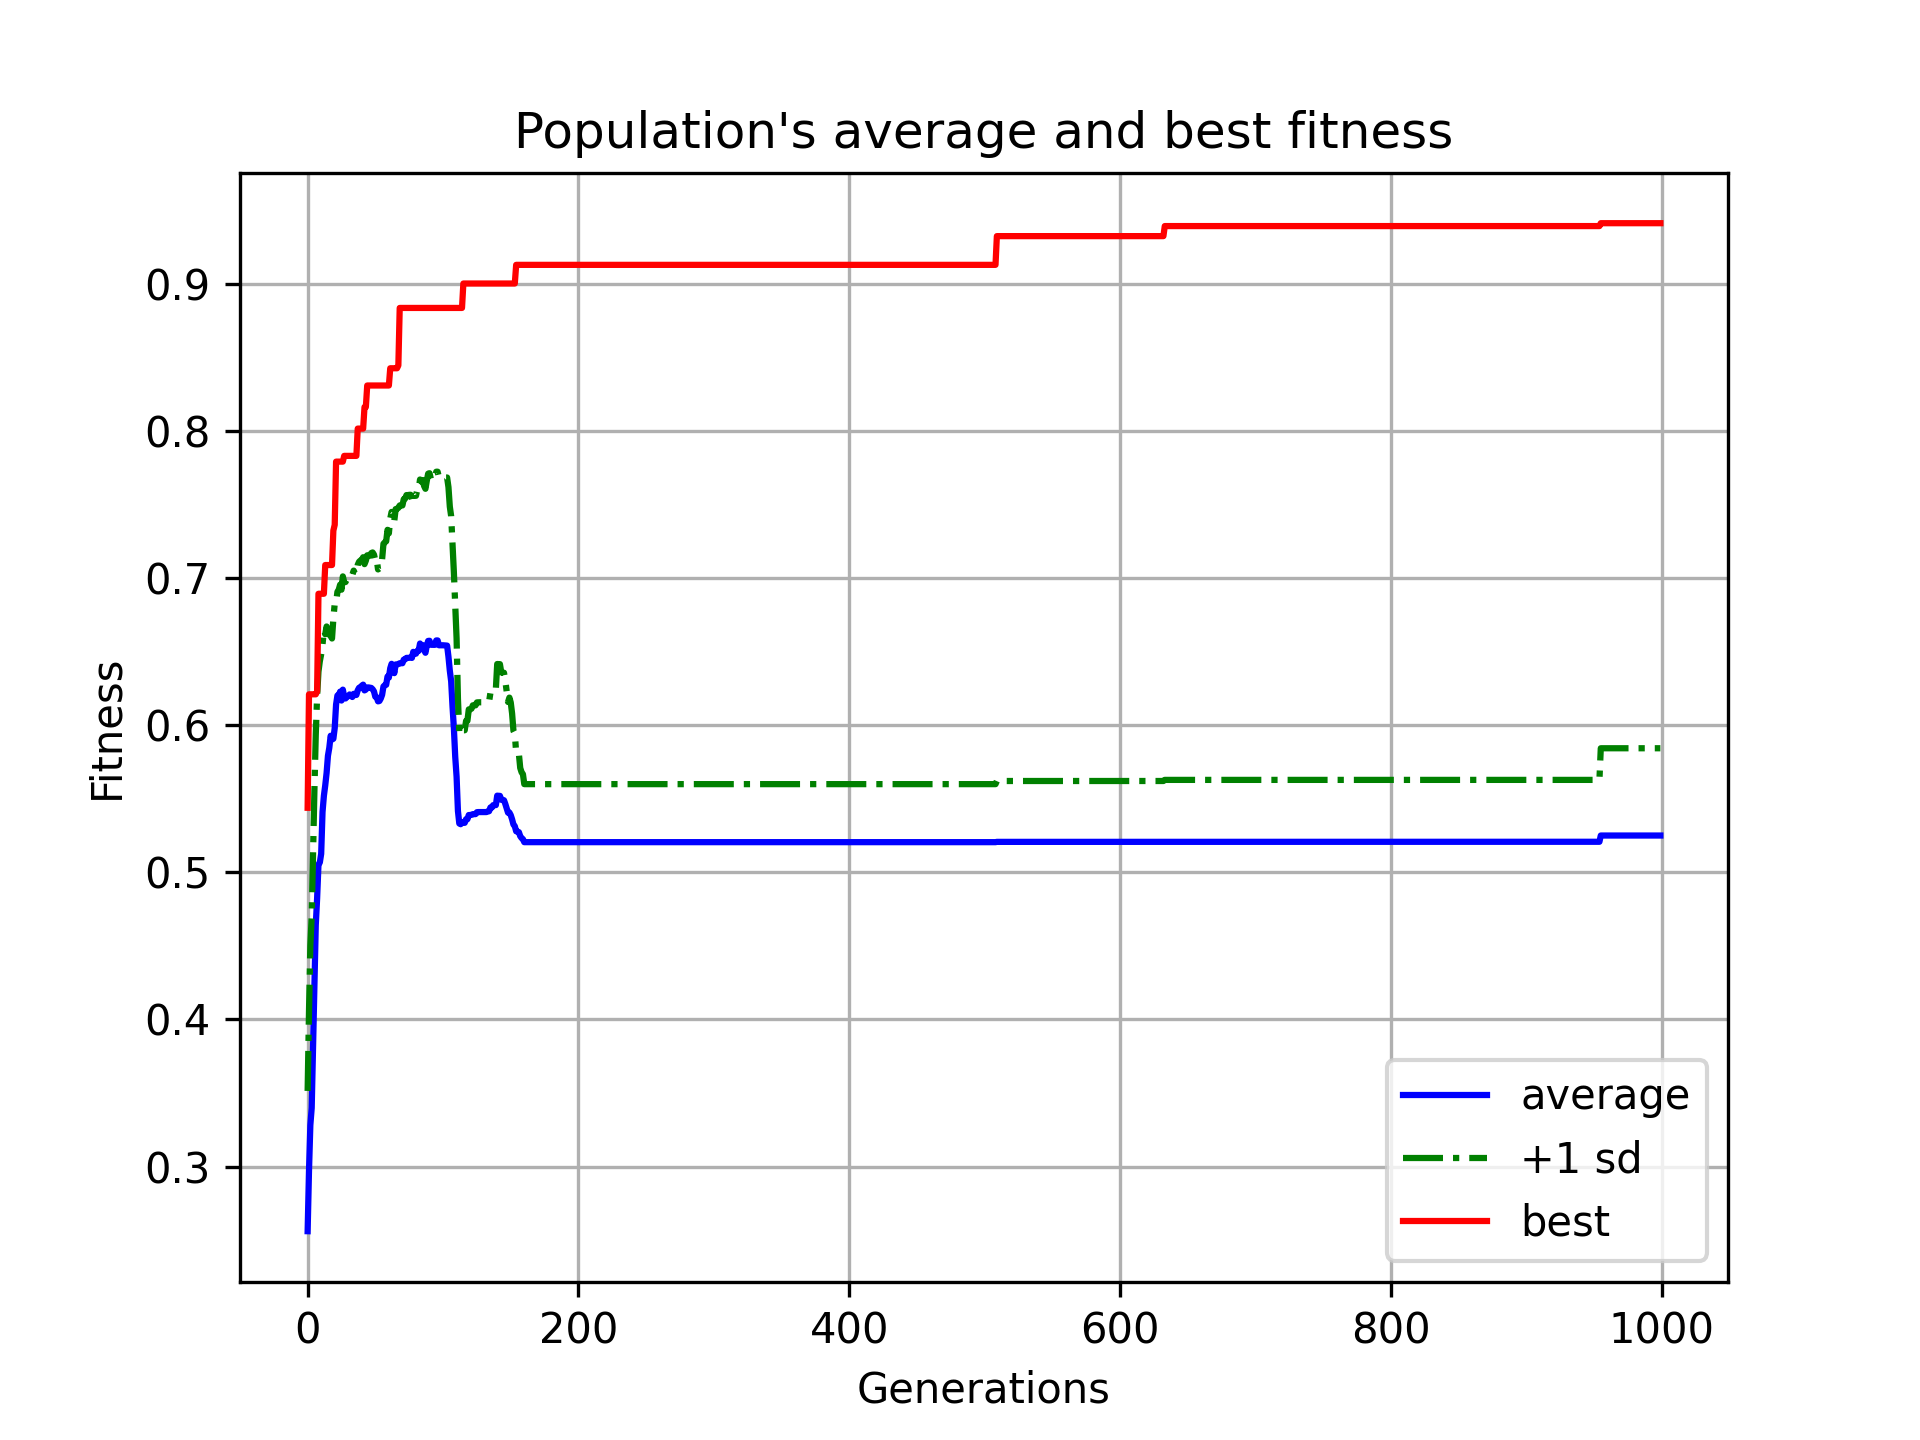 Population's average and best fitness
Fitness
0.9
0.8
0.7
0.6
0.5
0.4
0.3
average
+1 sd
best
0 200 400 600 800 1000
Generations